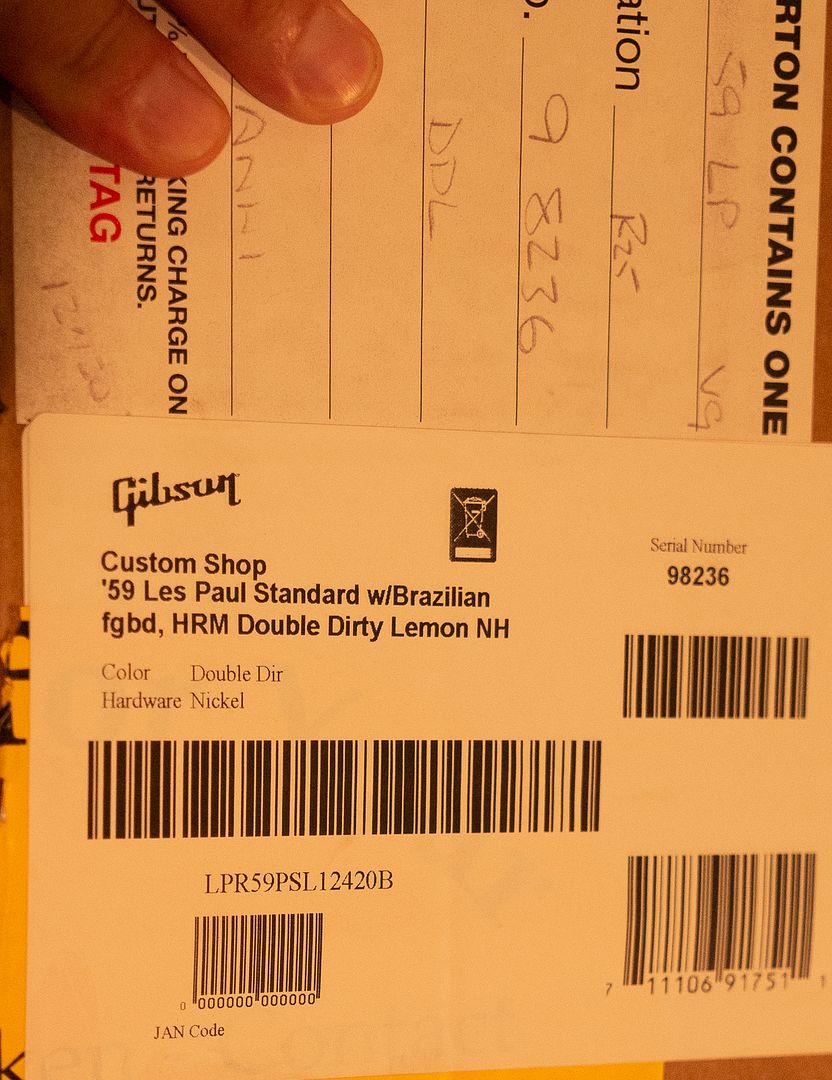 RTON CONTAINS ONE
59 LP V9
ation R25
o. 9 8236
DDL
KING CHARGE ON
RETURNS.
TAG
Gibson
Custom Shop
'59 Les Paul Standard w/Brazilian
fgbd, HRM Double Dirty Lemon NH
Color Double Dir
Hardware Nickel
Serial Number
98236
LPR59PSL12420B
0 000000 000000
JAN Code
7 11106 91751 1